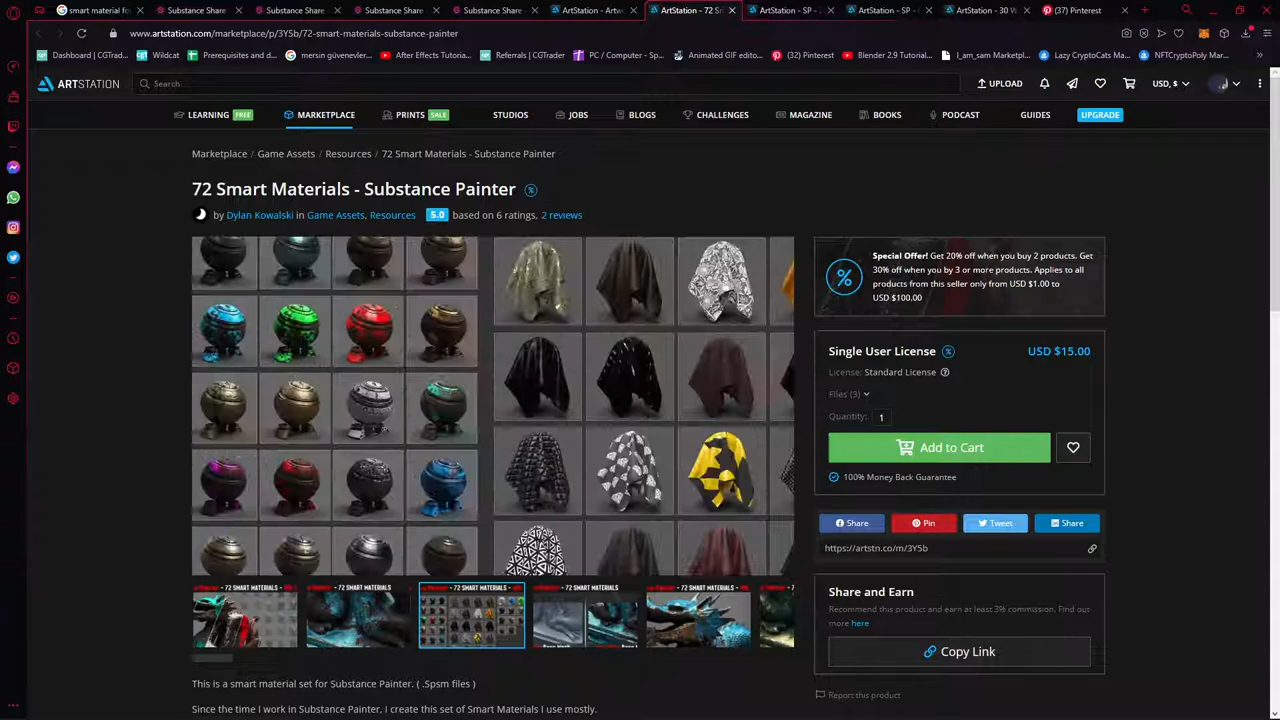 smart material fo
Substance Share
Substance Share
Substance Share
Substance Share
ArtStation - Artw
ArtStation - 72 S
ArtStation - SP -
ArtStation - SP -
ArtStation - 30 W
(37) Pinterest
www.artstation.com/marketplace/p/3Y5b/72-smart-materials-substance-painter
Dashboard | CGTrad
Wildcat
Prerequisites and d
mersin güvenevler
After Effects Tutoria
Referrals | CGTrader
PC / Computer - Sp
Animated GIF edito
(32) Pinterest
Blender 2.9 Tutorial
I_am_sam Marketpl
Lazy CryptoCats Ma
NFTCryptoPoly Mar
ARTSTATION
Search
UPLOAD
USD, $
LEARNING FREE
MARKETPLACE
PRINTS SALE
STUDIOS
JOBS
BLOGS
CHALLENGES
MAGAZINE
BOOKS
PODCAST
GUIDES
UPGRADE
Marketplace / Game Assets / Resources / 72 Smart Materials - Substance Painter
72 Smart Materials - Substance Painter
by Dylan Kowalski in Game Assets, Resources 5.0 based on 6 ratings, 2 reviews
Special Offer! Get 20% off when you buy 2 products. Get
30% off when you by 3 or more products. Applies to all
products from this seller only from USD $1.00 to
USD $100.00
Single User License
USD $15.00
License: Standard License
Files (3)
Quantity: 1
Add to Cart
100% Money Back Guarantee
Share
Pin
Tweet
Share
https://artstn.co/m/3Y5b
- 72 SMART MATERIALS -
- 72 SMART MATERIALS
- 72 SMART MATERIALS -
- 72 SMART MATERIALS
- 72 SMART MATERIALS -
Share and Earn
Recommend this product and earn at least 3% commission. Find out
more here
Copy Link
This is a smart material set for Substance Painter. ( .Spsm files )
Report this product
Since the time I work in Substance Painter, I create this set of Smart Materials I use mostly.